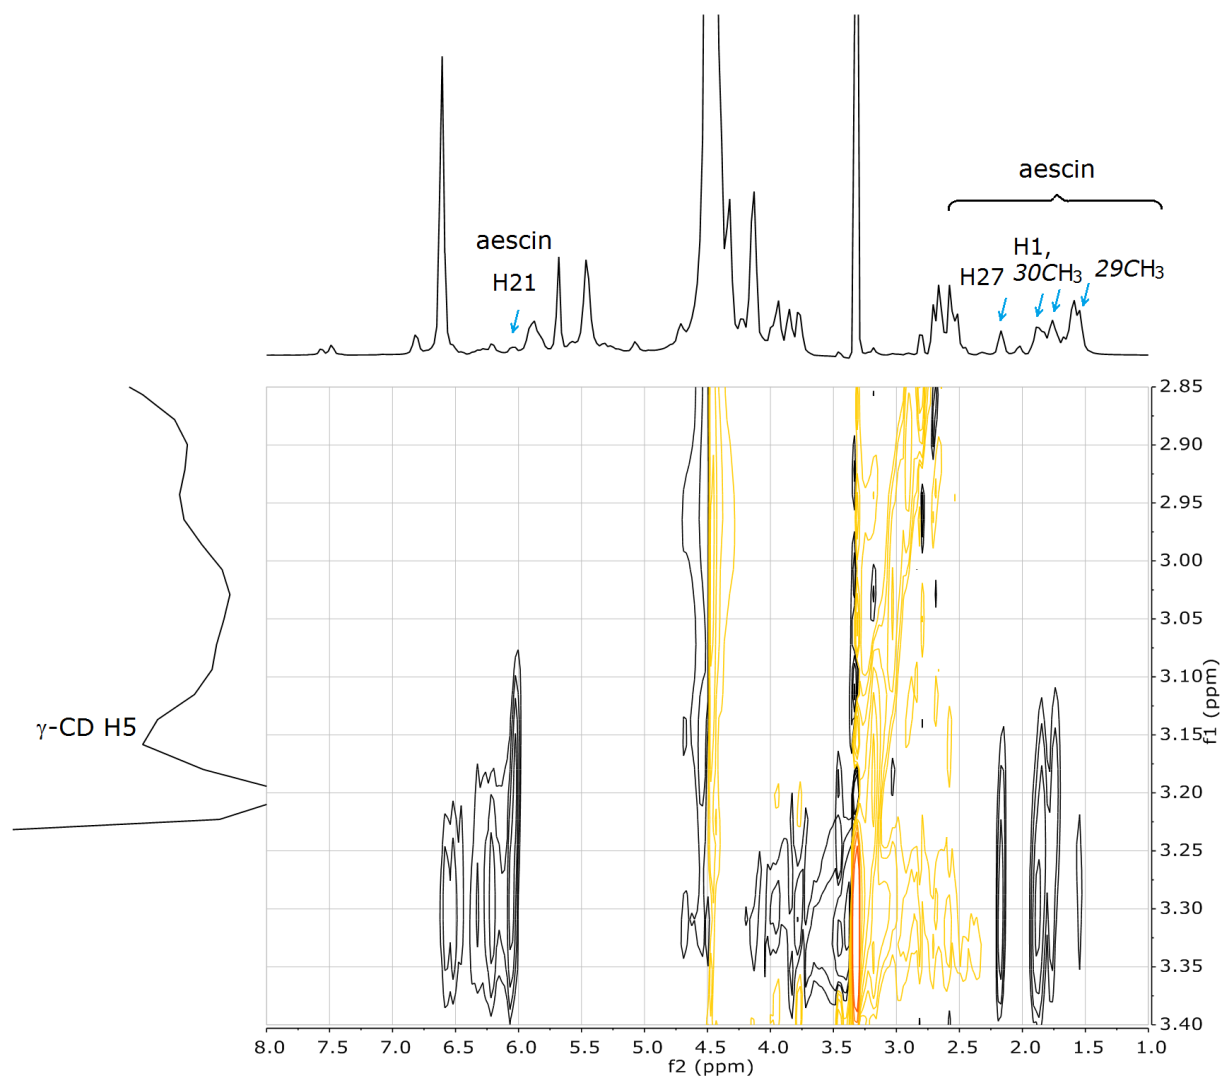 aescin
aescin
H21
H27
H1,
30CH₃
29CH₃
γ-CD H5
2.85
2.90
2.95
3.00
3.05
3.10
3.15
3.20
3.25
3.30
3.35
3.40
f1 (ppm)
8.0 7.5 7.0 6.5 6.0 5.5 5.0 4.5 4.0 3.5 3.0 2.5 2.0 1.5 1.0
f2 (ppm)